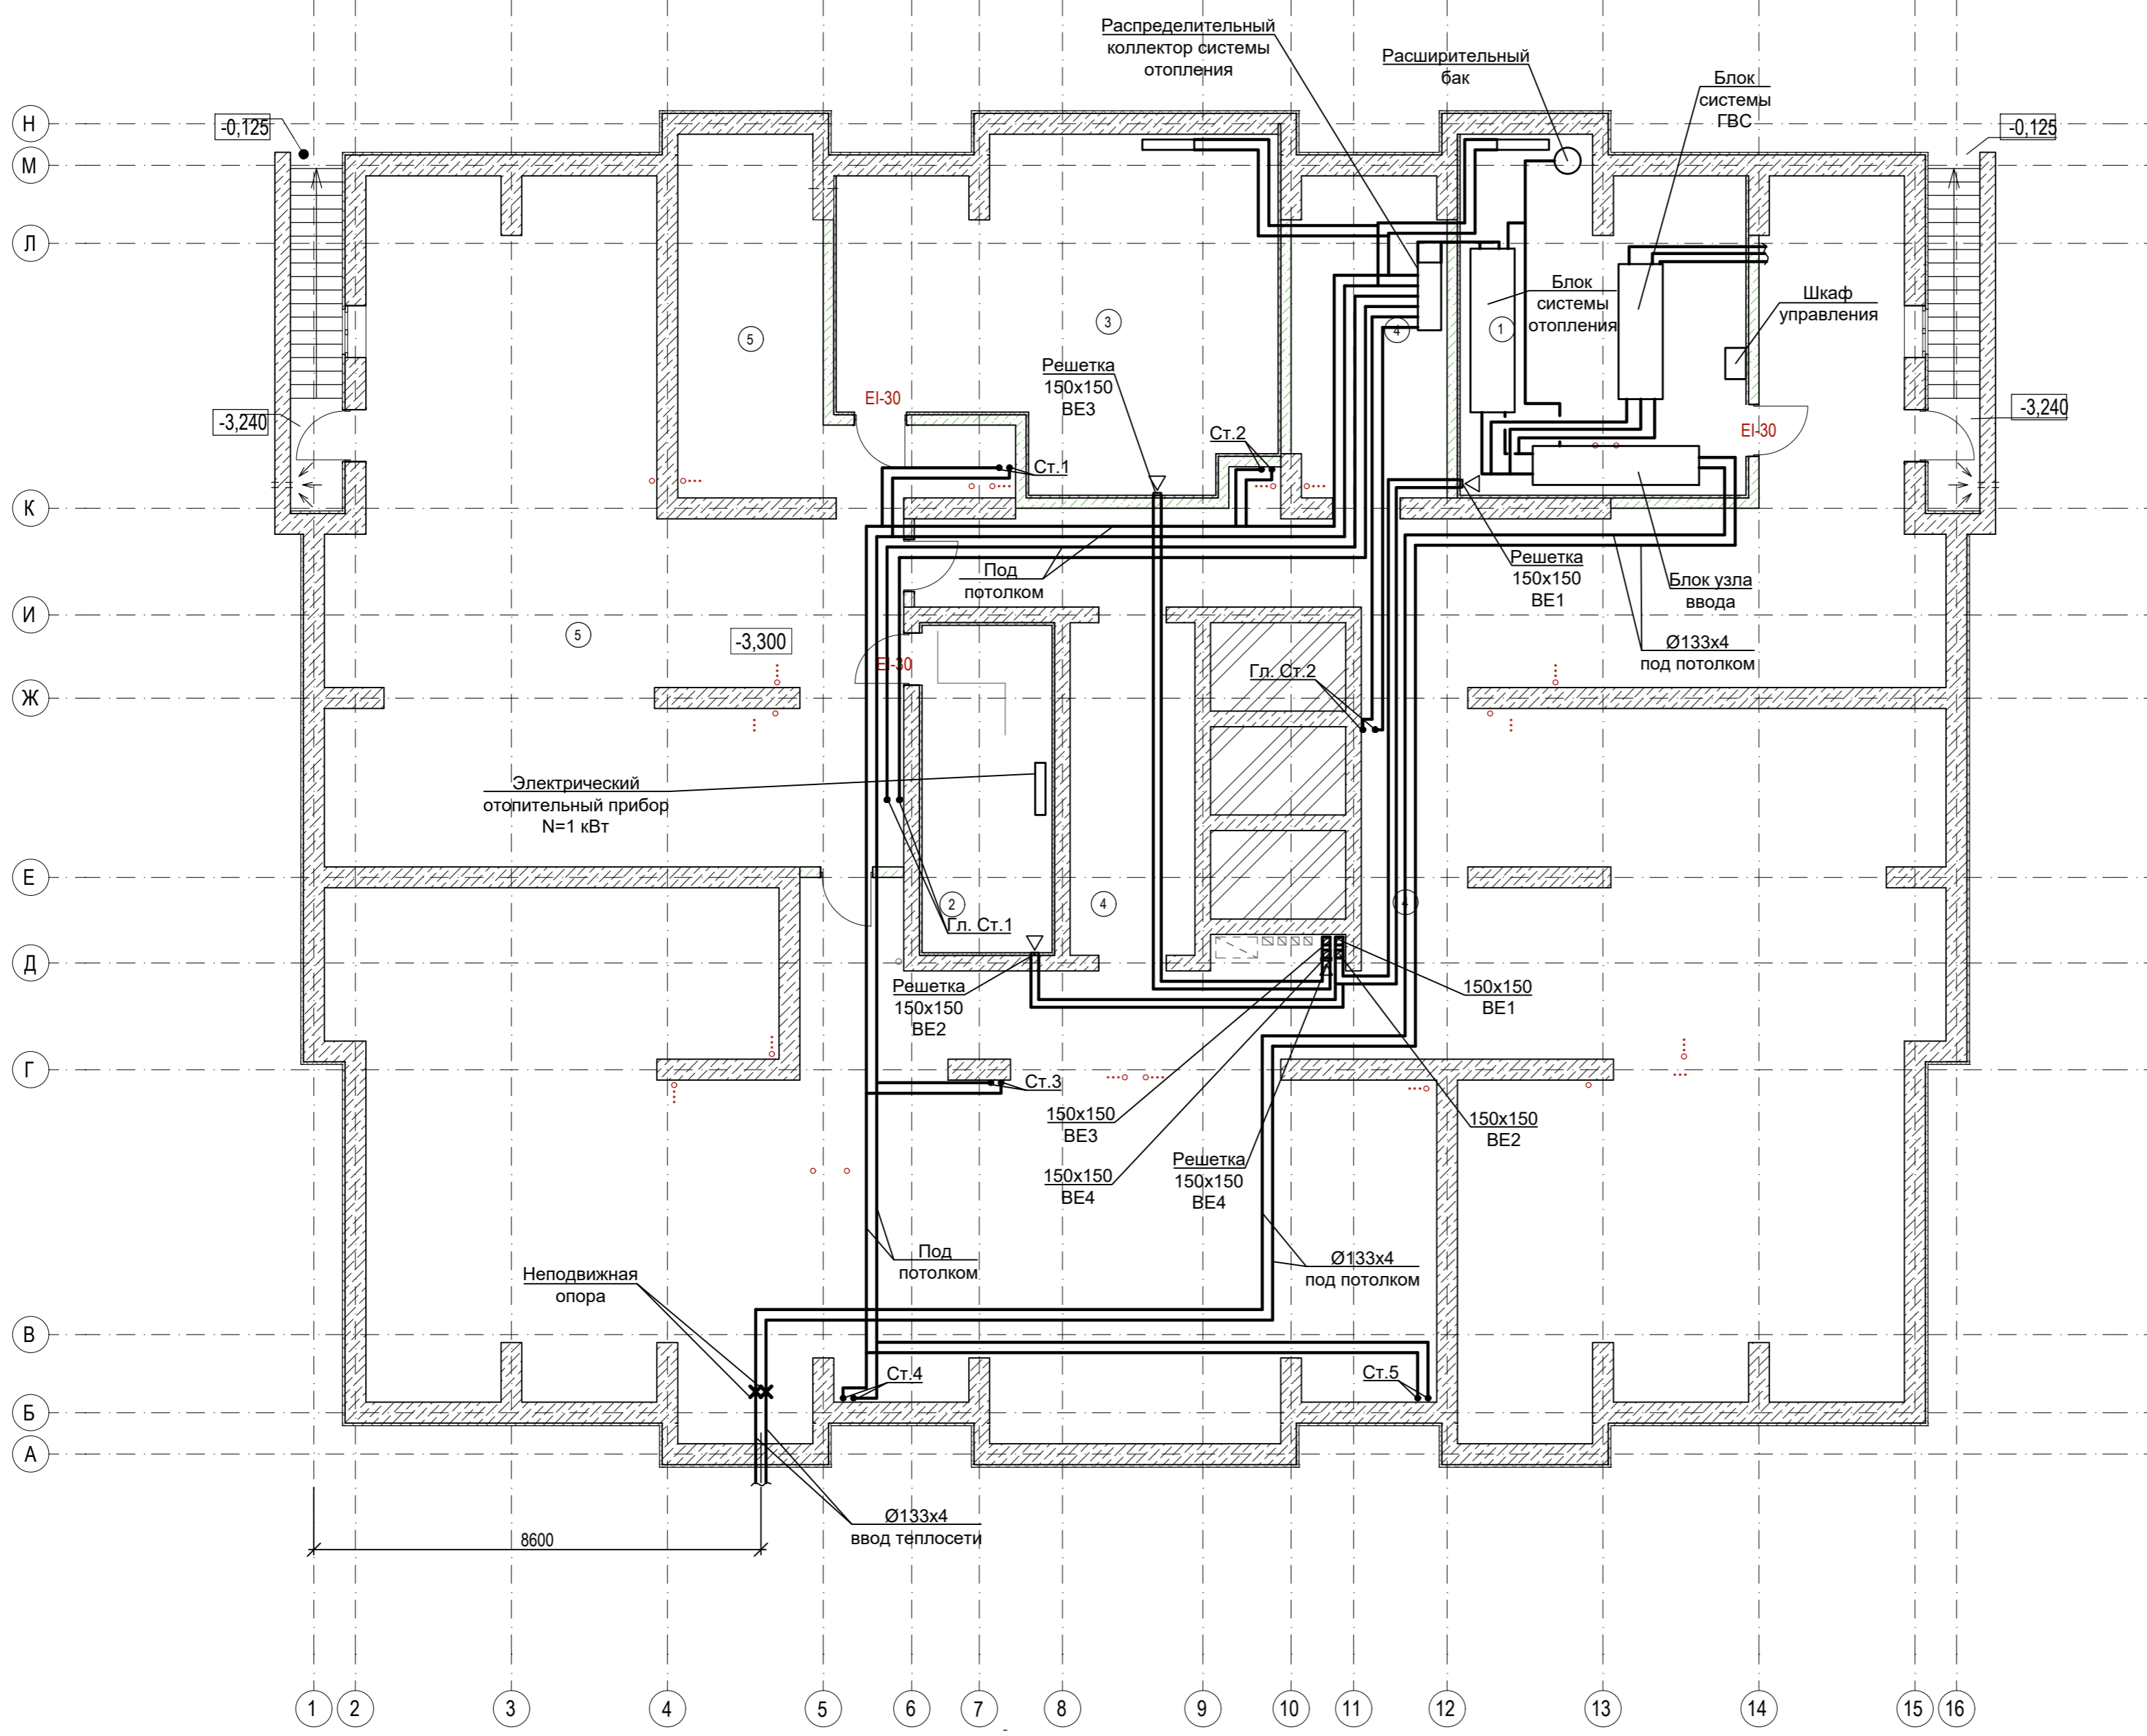 Распределительный
коллектор системы
отопления
Расширительный
бак
Блок
системы
ГВС
Н
-0,125
-0,125
М
Л
Блок
системы
отопления
Шкаф
управления
3
4
1
5
Решетка
150х150
ВЕ3
EI-30
-3,240
-3,240
Ст.2
EI-30
Ст.1
К
Под
потолком
Решетка
150х150
ВЕ1
Блок узла
ввода
И
5
-3,300
Ø133х4
под потолком
EI-30
Гл. Ст.2
Ж
Электрический
отопительный прибор
N=1 кВт
Е
2
4
4
Гл. Ст.1
Д
Решетка
150х150
ВЕ2
150х150
ВЕ1
Г
Ст.3
150х150
ВЕ3
150х150
ВЕ2
150х150
ВЕ4
Решетка
150х150
ВЕ4
Под
потолком
Ø133х4
под потолком
Неподвижная
опора
В
Ст.4
Ст.5
Б
А
Ø133х4
ввод теплосети
8600
1 2 3 4 5 6 7 8 9 10 11 12 13 14 15 16